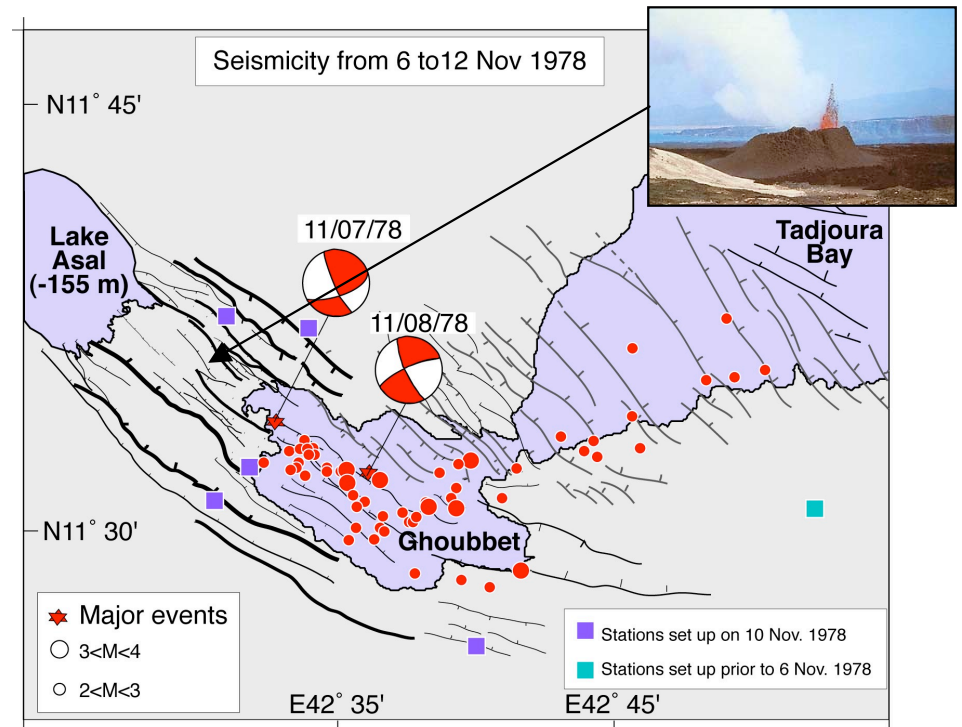 Seismicity from 6 to12 Nov 1978
N11° 45'
Lake
Asal
(-155 m)
11/07/78
Tadjoura
Bay
11/08/78
N11° 30'
Ghoubbet
Major events
3<M<4
2<M<3
Stations set up on 10 Nov. 1978
Stations set up prior to 6 Nov. 1978
E42° 35'
E42° 45'